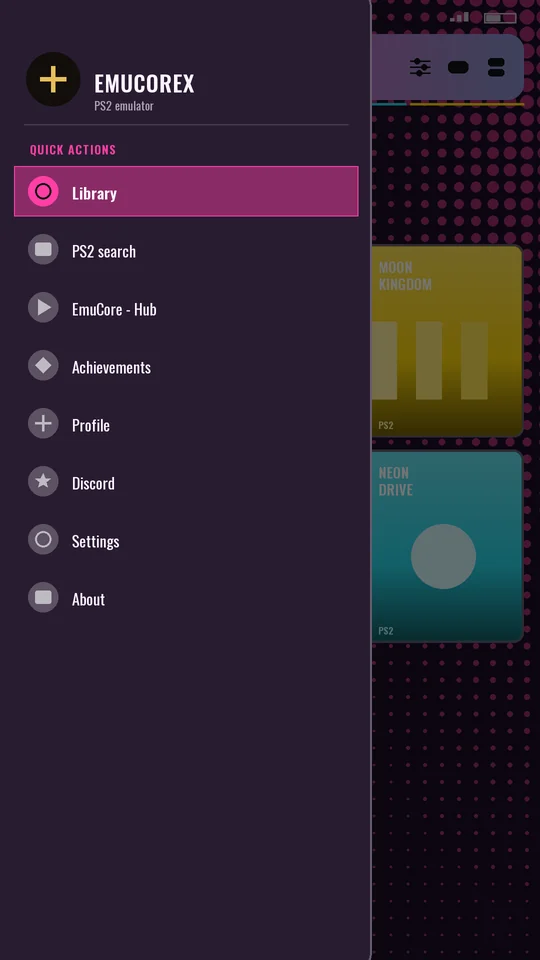 EMUCOREX
PS2 emulator
QUICK ACTIONS
Library
PS2 search
EmuCore - Hub
Achievements
Profile
Discord
Settings
About
MOON
KINGDOM
PS2
NEON
DRIVE
PS2